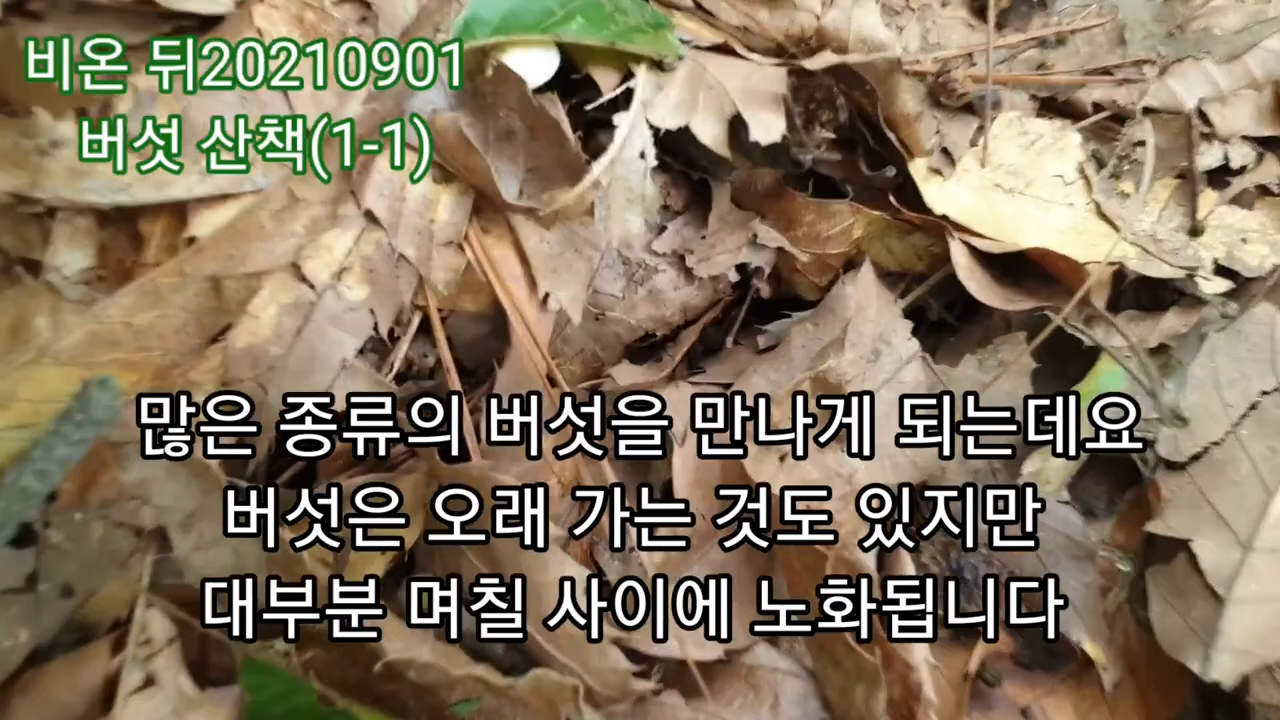 비온 뒤20210901
버섯 산책(1-1)
많은 종류의 버섯을 만나게 되는데요
버섯은 오래 가는 것도 있지만
대부분 며칠 사이에 노화됩니다